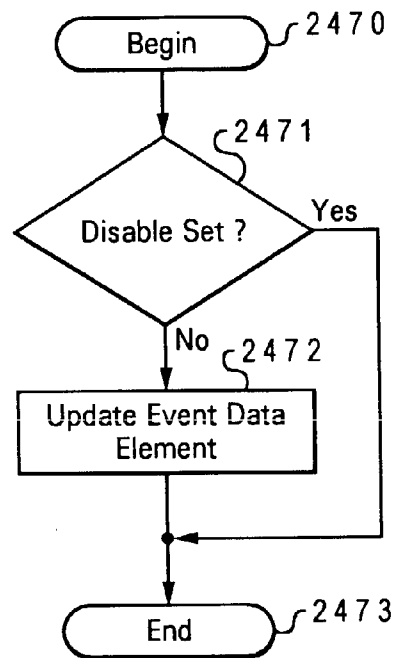 Begin
2470
2471
Disable Set ?
Yes
No
2472
Update Event Data
Element
End
2473